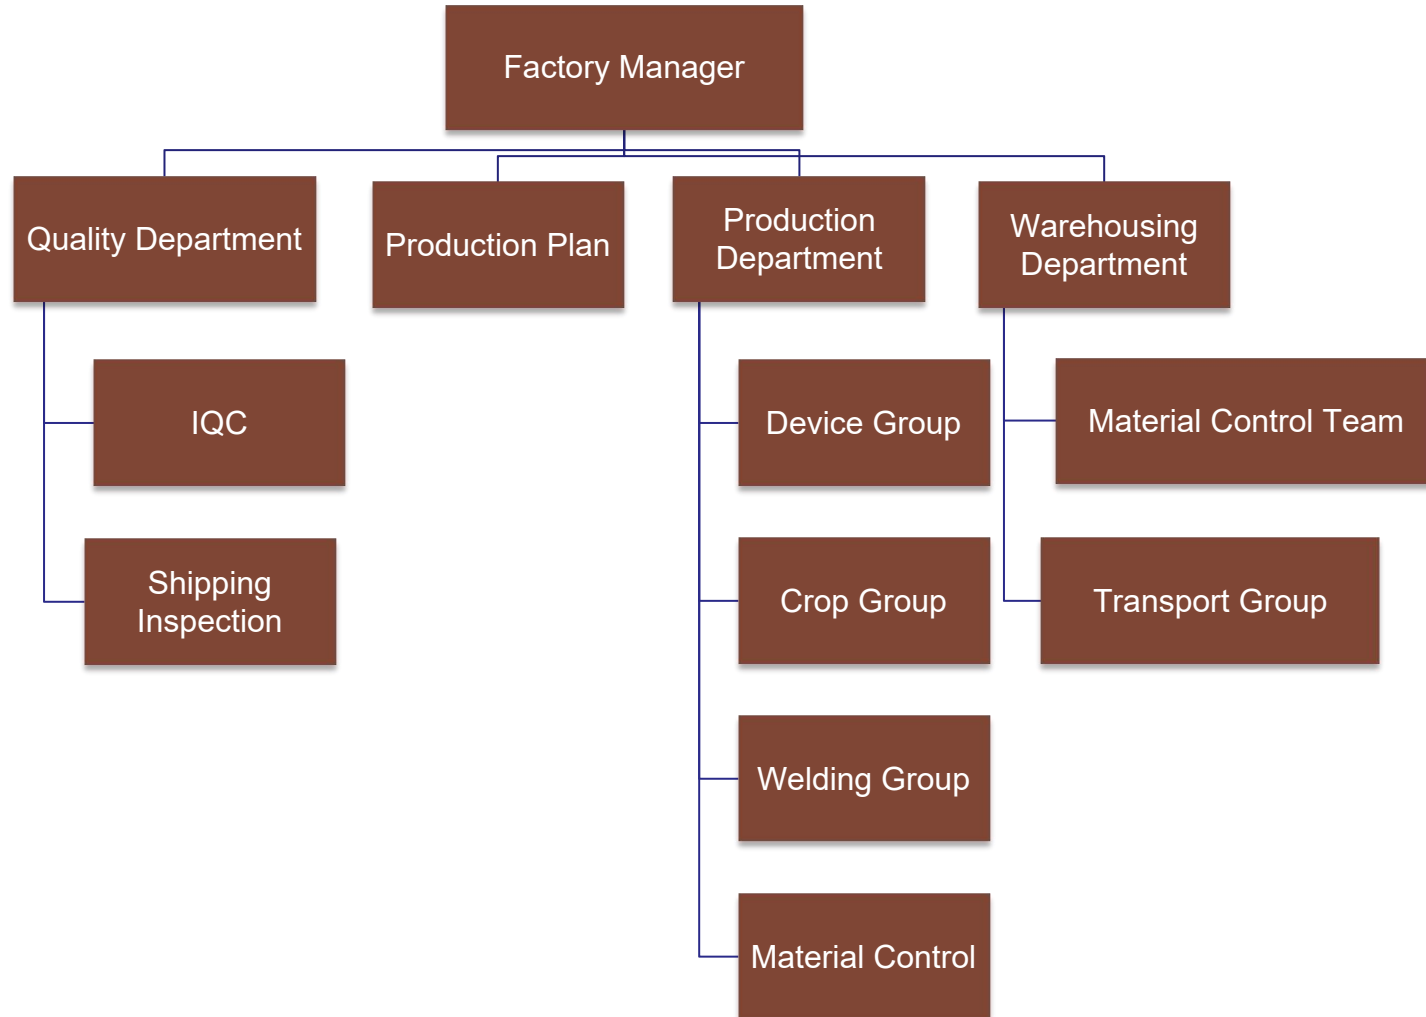 Factory Manager
Quality Department
Production Plan
Production
Department
Warehousing
Department
IQC
Device Group
Material Control Team
Shipping
Inspection
Crop Group
Transport Group
Welding Group
Material Control